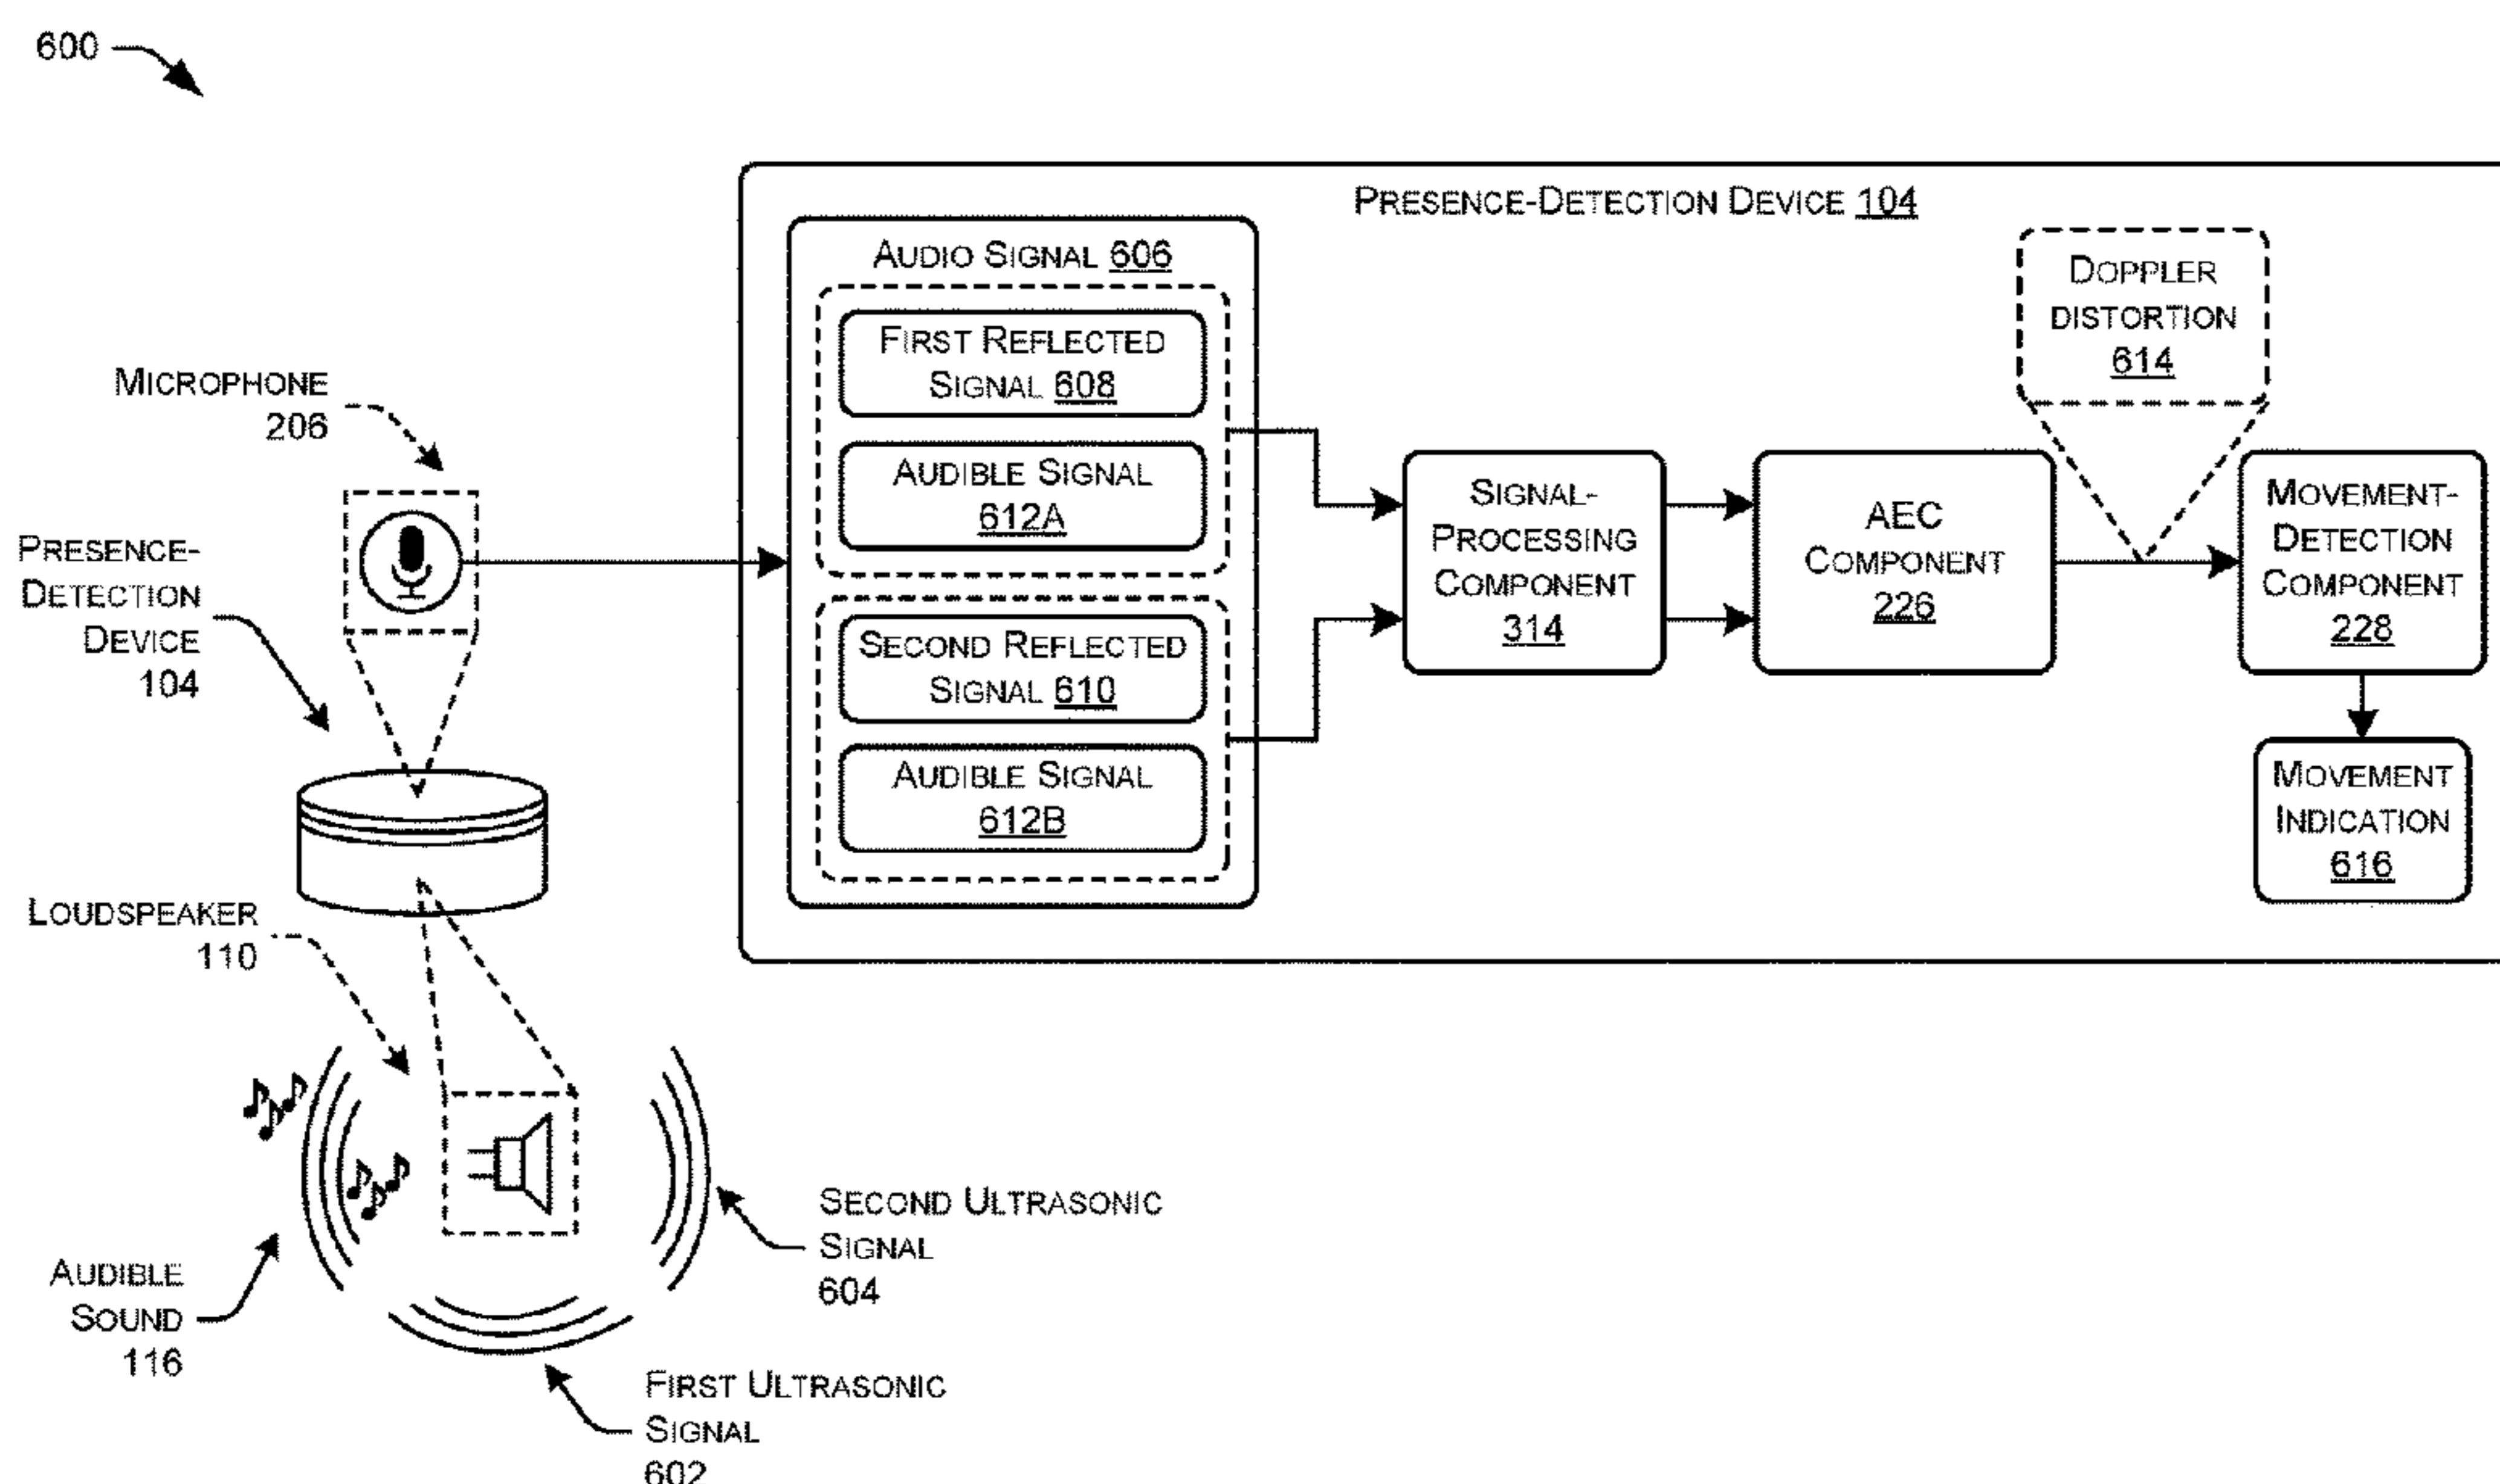 600
PRESENCE-DETECTION DEVICE 104
AUDIO SIGNAL 606
FIRST REFLECTED
SIGNAL 608
AUDIBLE SIGNAL
612A
SECOND REFLECTED
SIGNAL 610
AUDIBLE SIGNAL
612B
SIGNAL-
PROCESSING
COMPONENT
314
AEC
COMPONENT
226
DOPPLER
DISTORTION
614
MOVEMENT-
DETECTION
COMPONENT
228
MOVEMENT
INDICATION
616
MICROPHONE
206
PRESENCE-
DETECTION
DEVICE
104
LOUDSPEAKER
110
AUDIBLE
SOUND
116
SECOND ULTRASONIC
SIGNAL
604
FIRST ULTRASONIC
SIGNAL
602